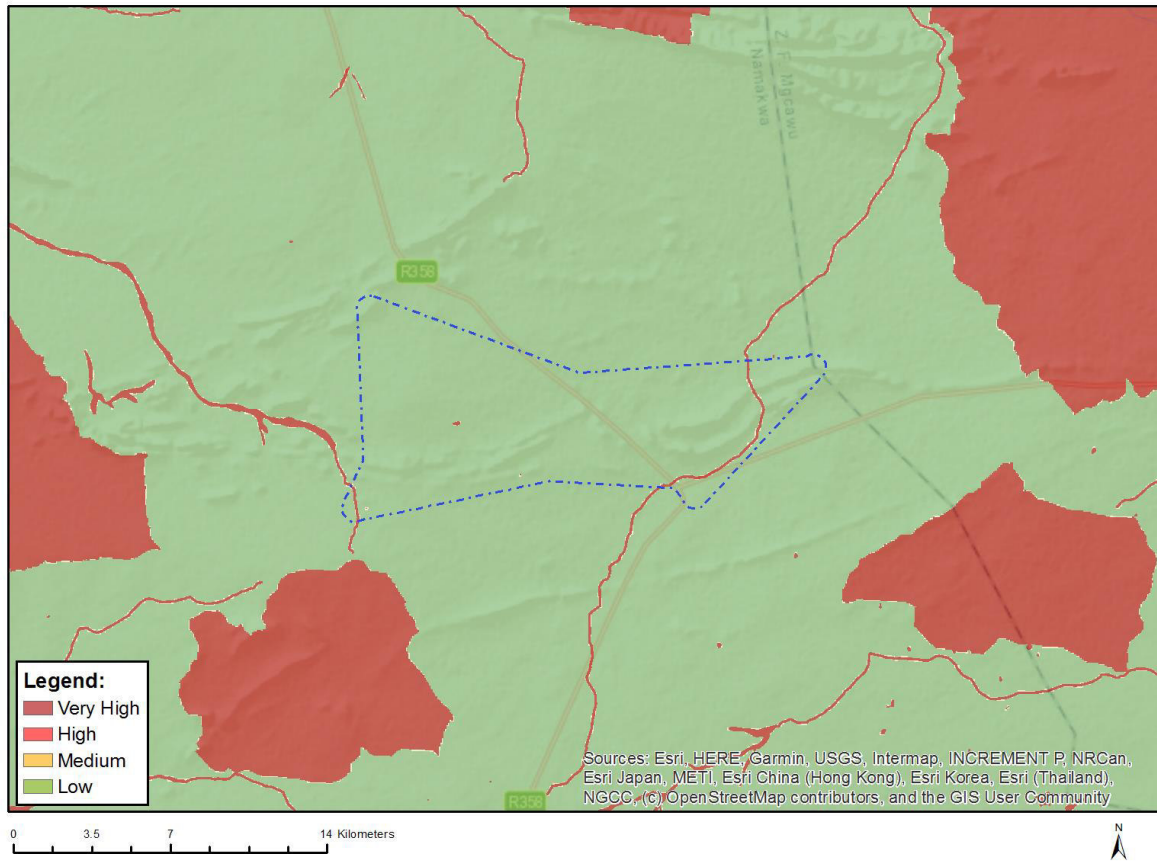 Z F Mgcawu
Namakwa
R358
Legend:
Very High
High
Medium
Low
Sources: Esri, HERE, Garmin, USGS, Intermap, INCREMENT P, NRCan,
Esri Japan, METI, Esri China (Hong Kong), Esri Korea, Esri (Thailand),
NGCC, (c) OpenStreetMap contributors, and the GIS User Community
R358
0 3.5 7 14 Kilometers
N